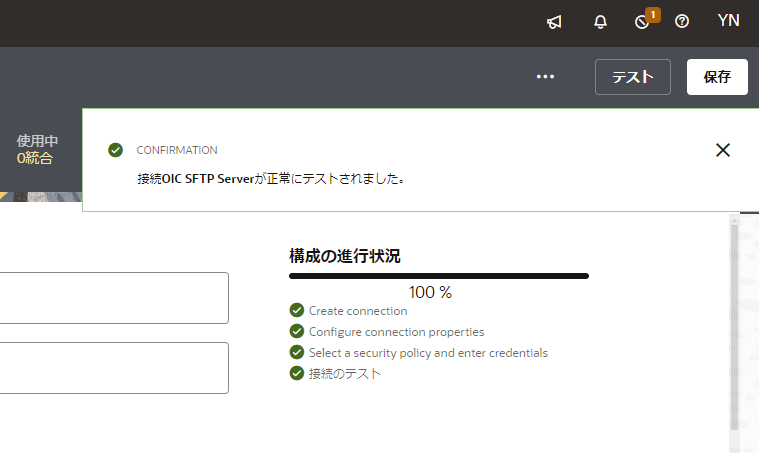 1
YN
テスト
保存
使用中
0統合
CONFIRMATION
接続OIC SFTP Serverが正常にテストされました。
構成の進行状況
100 %
Create connection
Configure connection properties
Select a security policy and enter credentials
接続のテスト